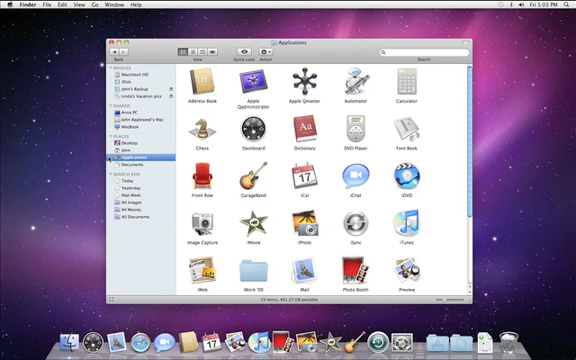 Finder File Edit View Go Window Help
Fri 5:03 PM
Applications
Back View Quick Look Action Search
DEVICES
Macintosh HD
iDisk
John's Backup
Linda's Vacation pics
SHARED
Anna PC
John Appleseed's Mac
MacBook
PLACES
Desktop
John
Applications
Documents
SEARCH FOR
Today
Yesterday
Past Week
All Images
All Movies
All Documents
Address Book Apple Qadministrator Apple Qmaster Automator Calculator
Chess Dashboard Dictionary DVD Player Font Book
Front Row GarageBand iCal iChat iDVD
Image Capture iMovie iPhoto iSync iTunes
iWeb iWork '09 Mail Photo Booth Preview